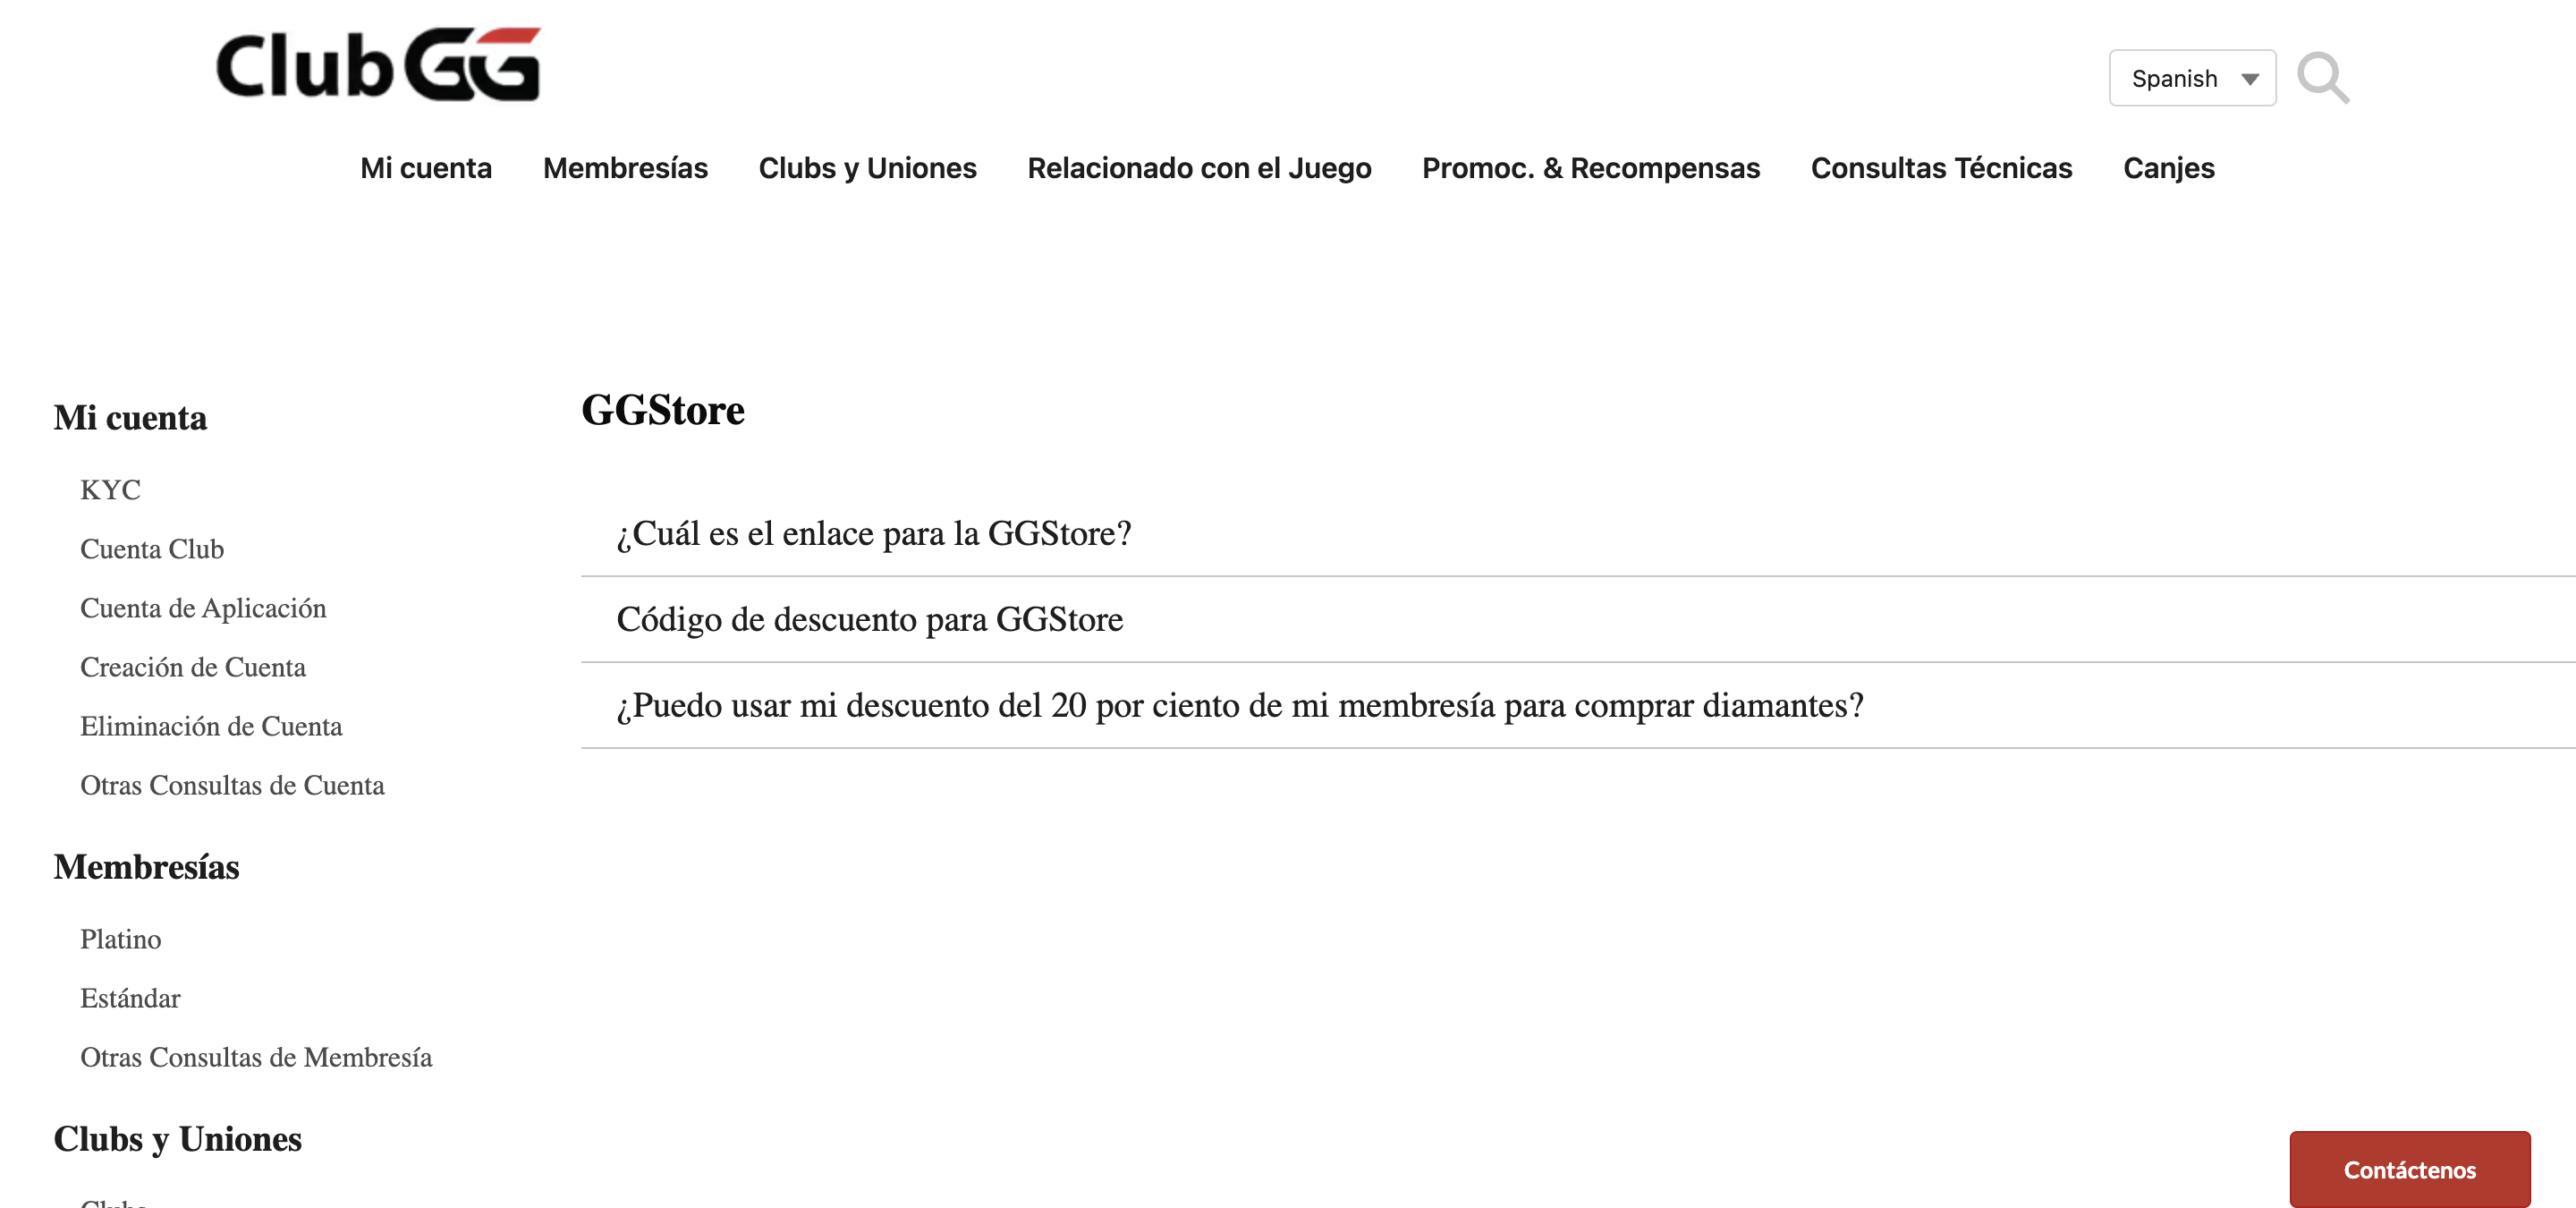 ClubGG
Spanish
Mi cuenta Membresías Clubs y Uniones Relacionado con el Juego Promoc. & Recompensas Consultas Técnicas Canjes
Mi cuenta
KYC
Cuenta Club
Cuenta de Aplicación
Creación de Cuenta
Eliminación de Cuenta
Otras Consultas de Cuenta
Membresías
Platino
Estándar
Otras Consultas de Membresía
Clubs y Uniones
GGStore
¿Cuál es el enlace para la GGStore?
Código de descuento para GGStore
¿Puedo usar mi descuento del 20 por ciento de mi membresía para comprar diamantes?
Contáctenos